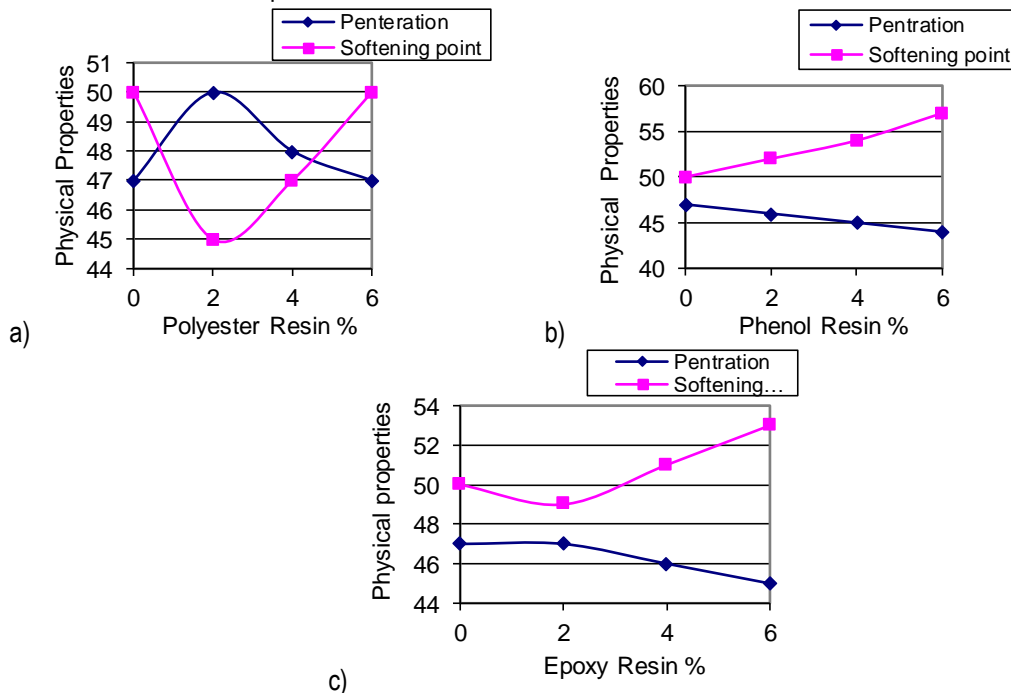 Penteration
Softening point
51
50
49
48
47
46
45
44
Physical Properties
0 2 4 6
Polyester Resin %
a)
Pentration
Softening point
60
55
50
45
40
Physical Properties
0 2 4 6
Phenol Resin %
b)
Pentration
Softening...
54
52
50
48
46
44
Physical properties
0 2 4 6
Epoxy Resin %
c)